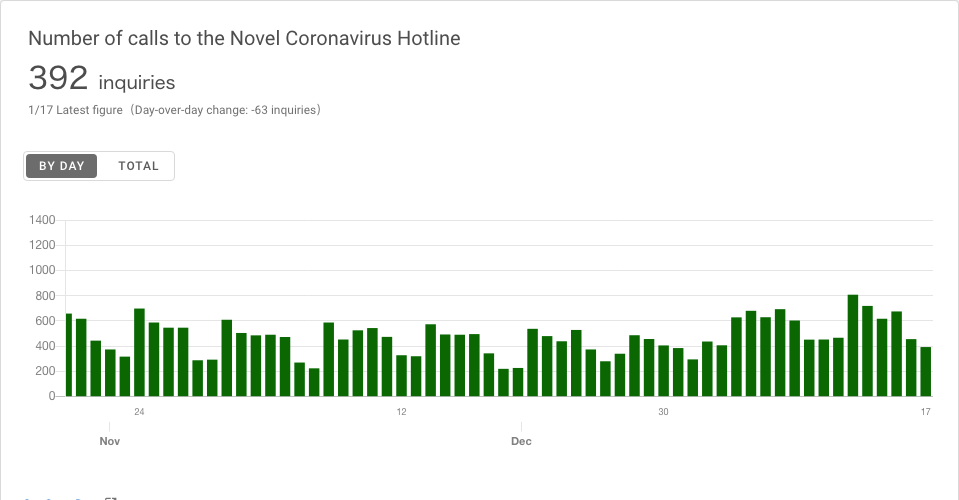 Number of calls to the Novel Coronavirus Hotline
392 inquiries
1/17 Latest figure（Day-over-day change: -63 inquiries）
BY DAY TOTAL
1400
1200
1000
800
600
400
200
0
24 12 30 17
Nov Dec